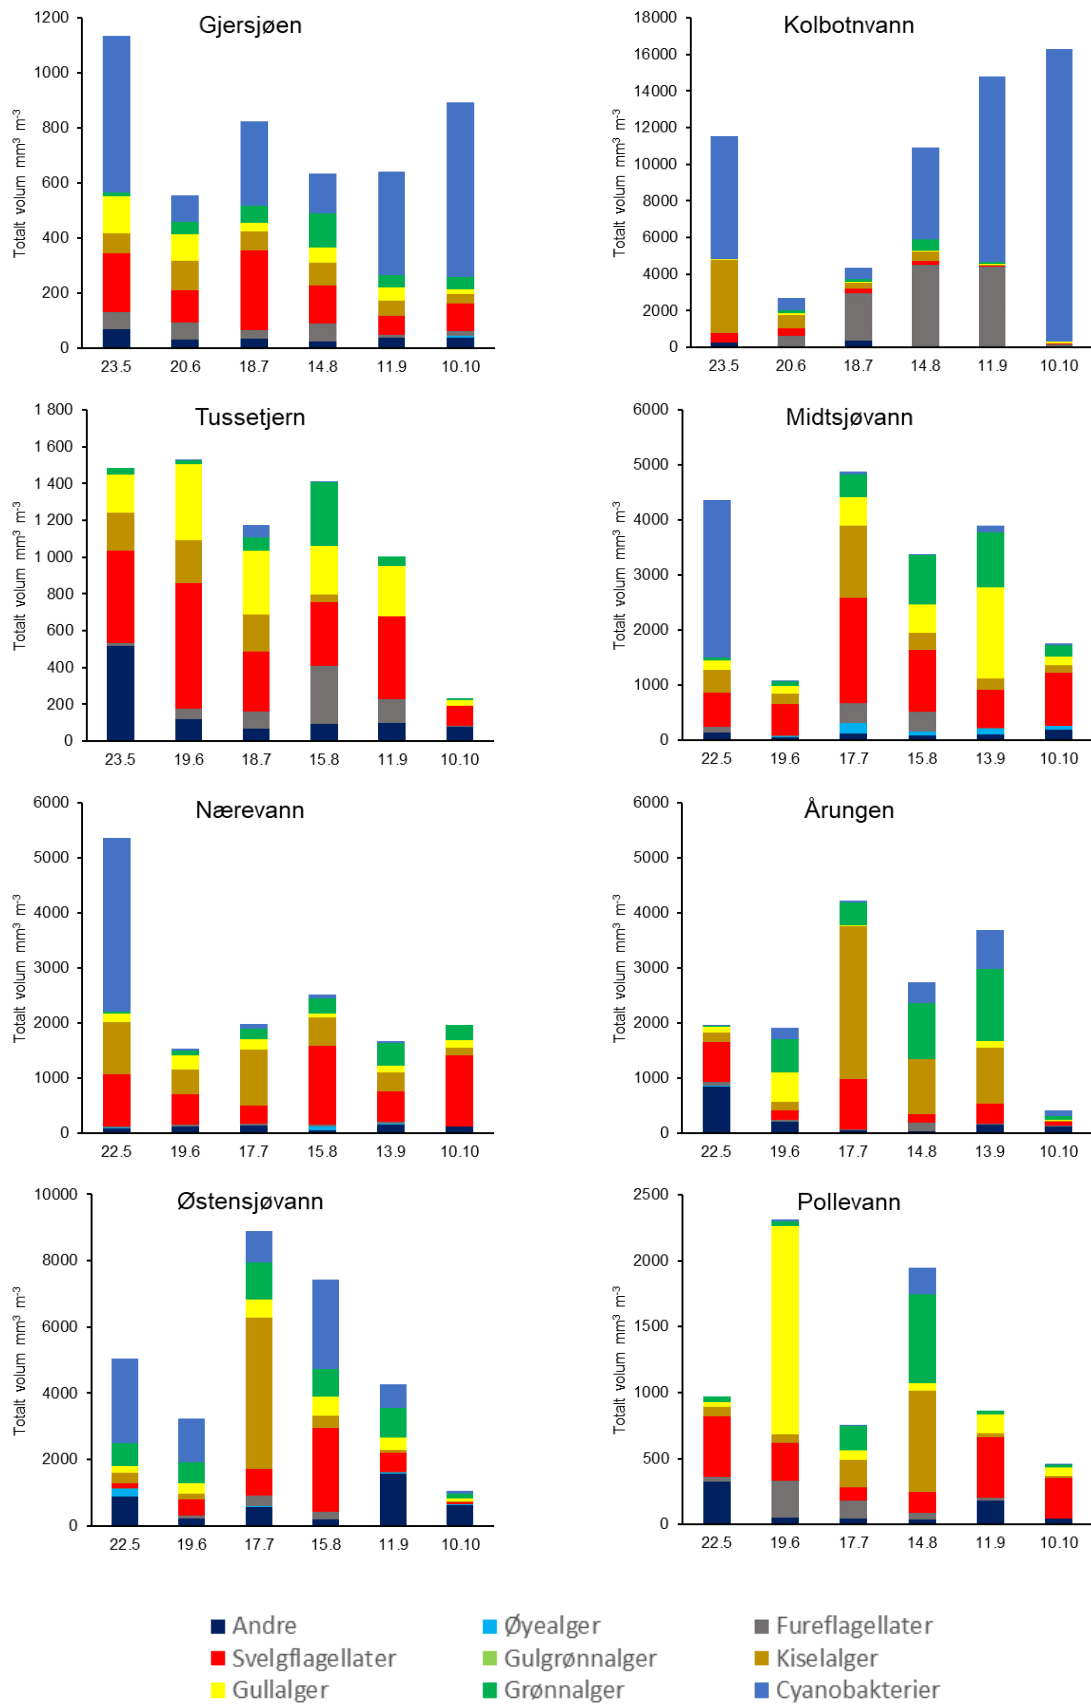 Gjersjøen
Totalt volum mm³ m⁻³
1200
1000
800
600
400
200
0
23.5 20.6 18.7 14.8 11.9 10.10
Kolbotnvann
Totalt volum mm³ m⁻³
18000
16000
14000
12000
10000
8000
6000
4000
2000
0
23.5 20.6 18.7 14.8 11.9 10.10
Tussetjern
Totalt volum mm³ m⁻³
1 800
1 600
1 400
1 200
1 000
800
600
400
200
0
23.5 19.6 18.7 15.8 11.9 10.10
Midtsjøvann
Totalt volum mm³ m⁻³
6000
5000
4000
3000
2000
1000
0
22.5 19.6 17.7 15.8 13.9 10.10
Nærevann
Totalt volum mm³ m⁻³
6000
5000
4000
3000
2000
1000
0
22.5 19.6 17.7 15.8 13.9 10.10
Årungen
Totalt volum mm³ m⁻³
6000
5000
4000
3000
2000
1000
0
22.5 19.6 17.7 14.8 13.9 10.10
Østensjøvann
Totalt volum mm³ m⁻³
10000
8000
6000
4000
2000
0
22.5 19.6 17.7 15.8 11.9 10.10
Pollevann
Totalt volum mm³ m⁻³
2500
2000
1500
1000
500
0
22.5 19.6 17.7 14.8 11.9 10.10
Andre Øyealger Fureflagellater
Svelgflagellater Gulgrønnalger Kiselalger
Gullalger Grønnalger Cyanobakterier